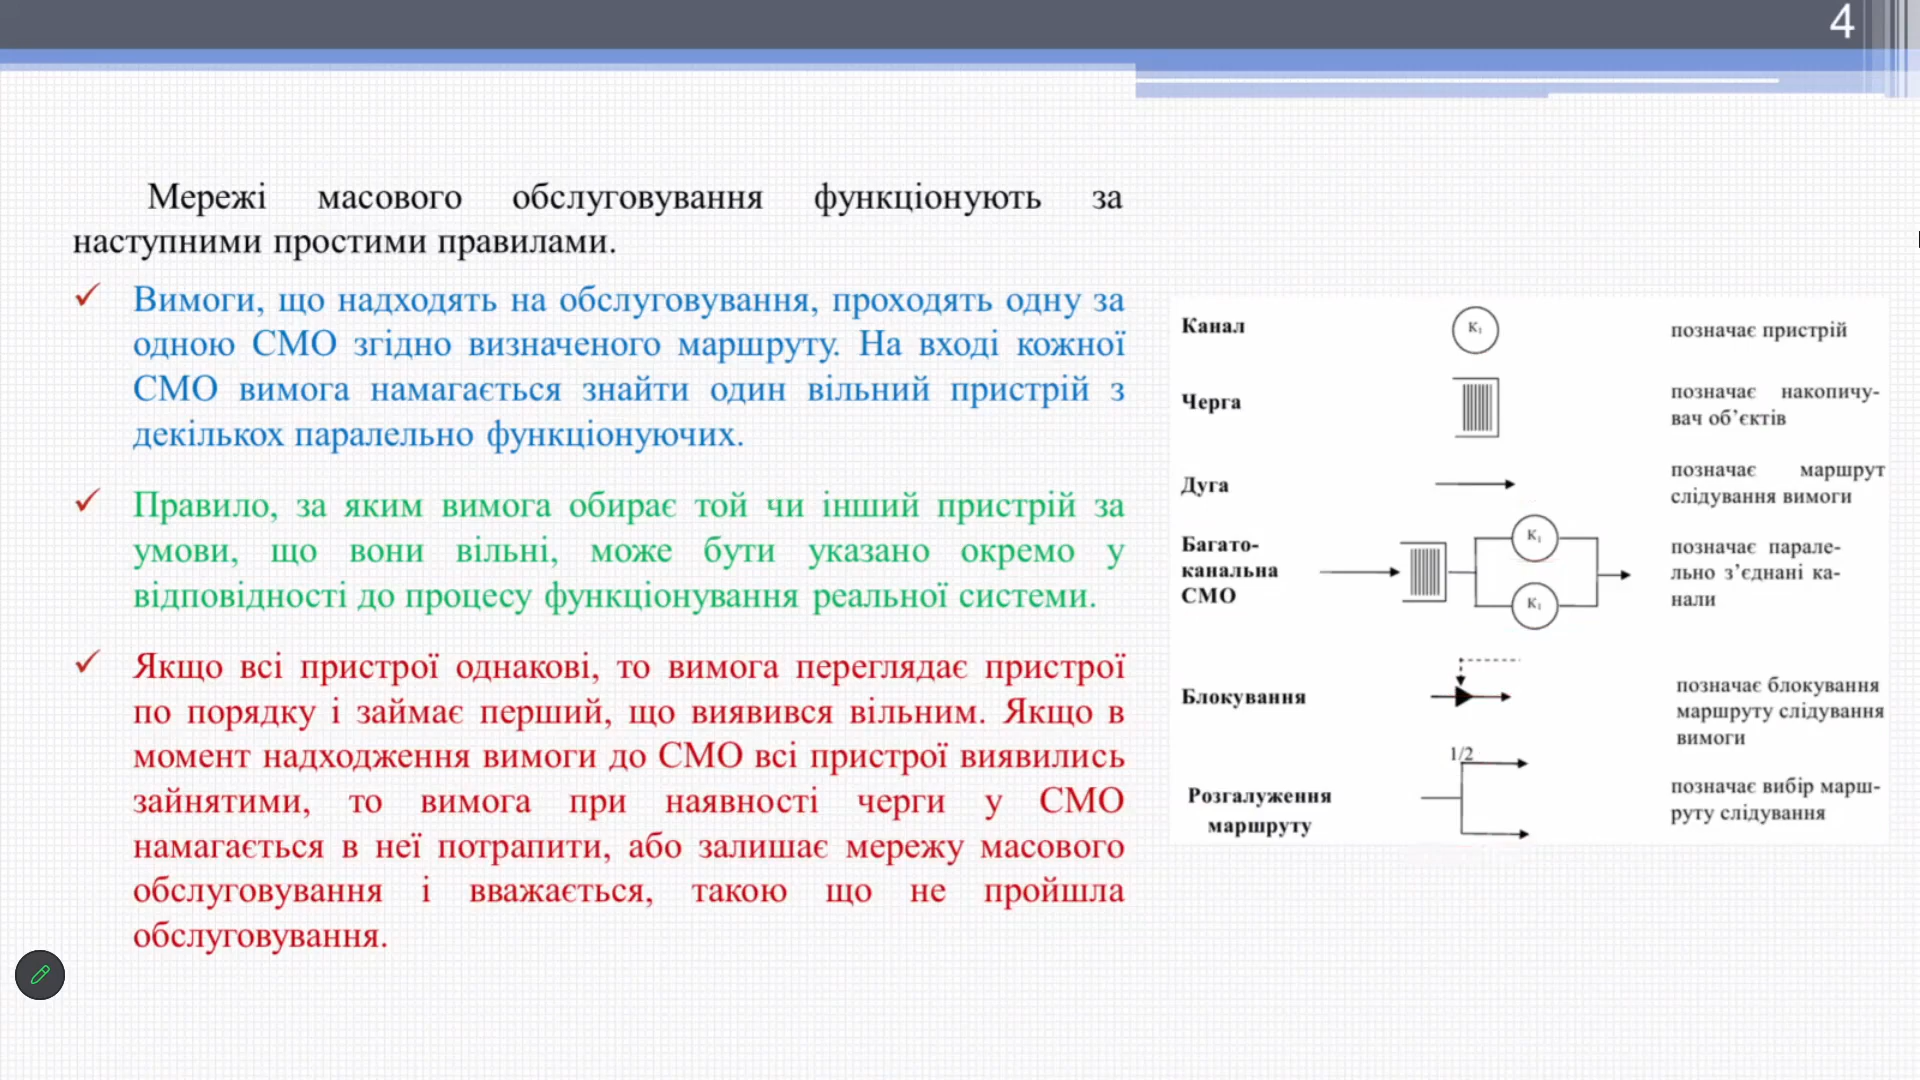 4
Мережі масового обслуговування функціонують за
наступними простими правилами.
Вимоги, що надходять на обслуговування, проходять одну за
одною СМО згідно визначеного маршруту. На вході кожної
СМО вимога намагається знайти один вільний пристрій з
декількох паралельно функціонуючих.
Правило, за яким вимога обирає той чи інший пристрій за
умови, що вони вільні, може бути указано окремо у
відповідності до процесу функціонування реальної системи.
Якщо всі пристрої однакові, то вимога переглядає пристрої
по порядку і займає перший, що виявився вільним. Якщо в
момент надходження вимоги до СМО всі пристрої виявились
зайнятими, то вимога при наявності черги у СМО
намагається в неї потрапити, або залишає мережу масового
обслуговування і вважається, такою що не пройшла
обслуговування.
Канал
K₁
позначає пристрій
Черга
позначає накопичу-
вач об’єктів
Дуга
позначає маршрут
слідування вимоги
Багато-
канальна
СМО
K₁
K₁
позначає парале-
льно з’єднані ка-
нали
Блокування
позначає блокування
маршруту слідування
вимоги
Розгалуження
маршруту
1/2
позначає вибір марш-
руту слідування